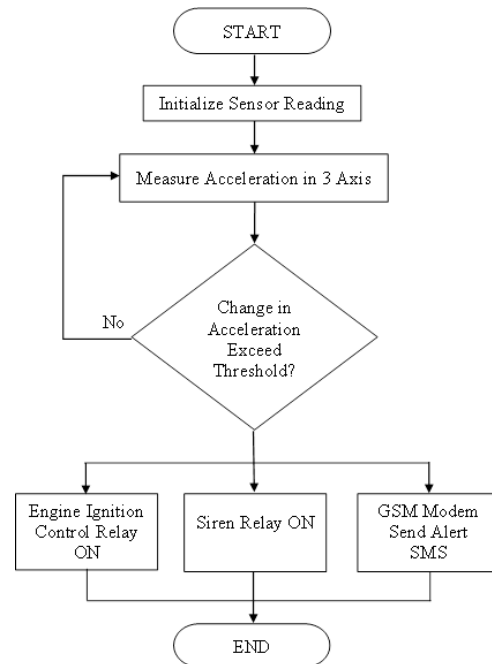 START
Initialize Sensor Reading
Measure Acceleration in 3 Axis
Change in
Acceleration
Exceed
Threshold?
No
Engine Ignition
Control Relay
ON
Siren Relay ON
GSM Modem
Send Alert
SMS
END